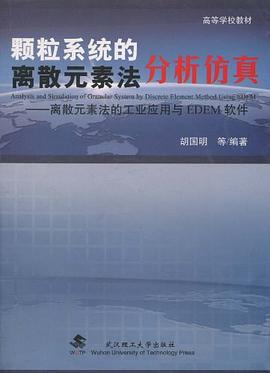 高等学校教材
颗粒系统的
离散元素法分析仿真
Analysis and Simulation of Granular System by Discrete Element Method Using EDEM
——离散元素法的工业应用与EDEM软件
胡国明 等/编著
武汉理工大学出版社
WUTP Wuhan University of Technology Press